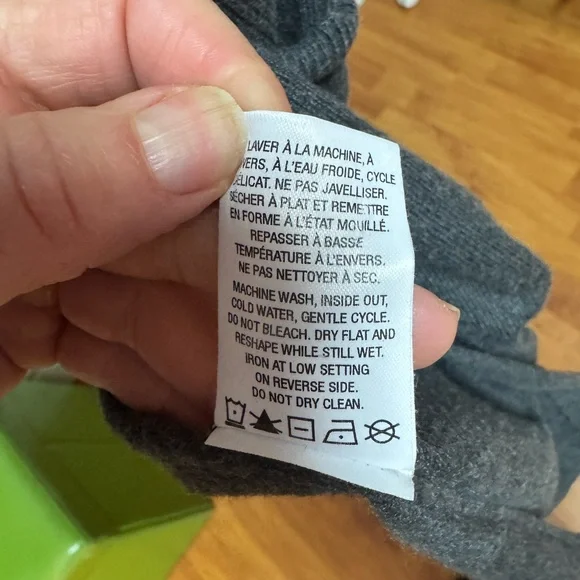 LAVER À LA MACHINE, À
, À L'EAU FROIDE, CYCLE
DÉLICAT. NE PAS JAVELLISER.
SÉCHER À PLAT ET REMETTRE
EN FORME À L'ÉTAT MOUILLÉ.
REPASSER À BASSE
TEMPÉRATURE À L'ENVERS.
NE PAS NETTOYER À SEC.
MACHINE WASH, INSIDE OUT,
COLD WATER, GENTLE CYCLE.
DO NOT BLEACH. DRY FLAT AND
RESHAPE WHILE STILL WET.
IRON AT LOW SETTING
ON REVERSE SIDE.
DO NOT DRY CLEAN.